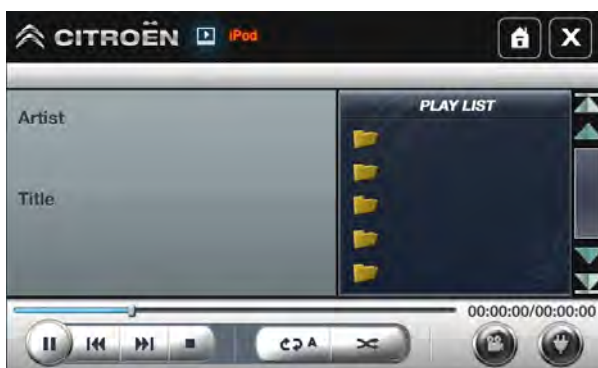 CITROËN iPod
PLAY LIST
Artist
Title
00:00:00/00:00:00
A